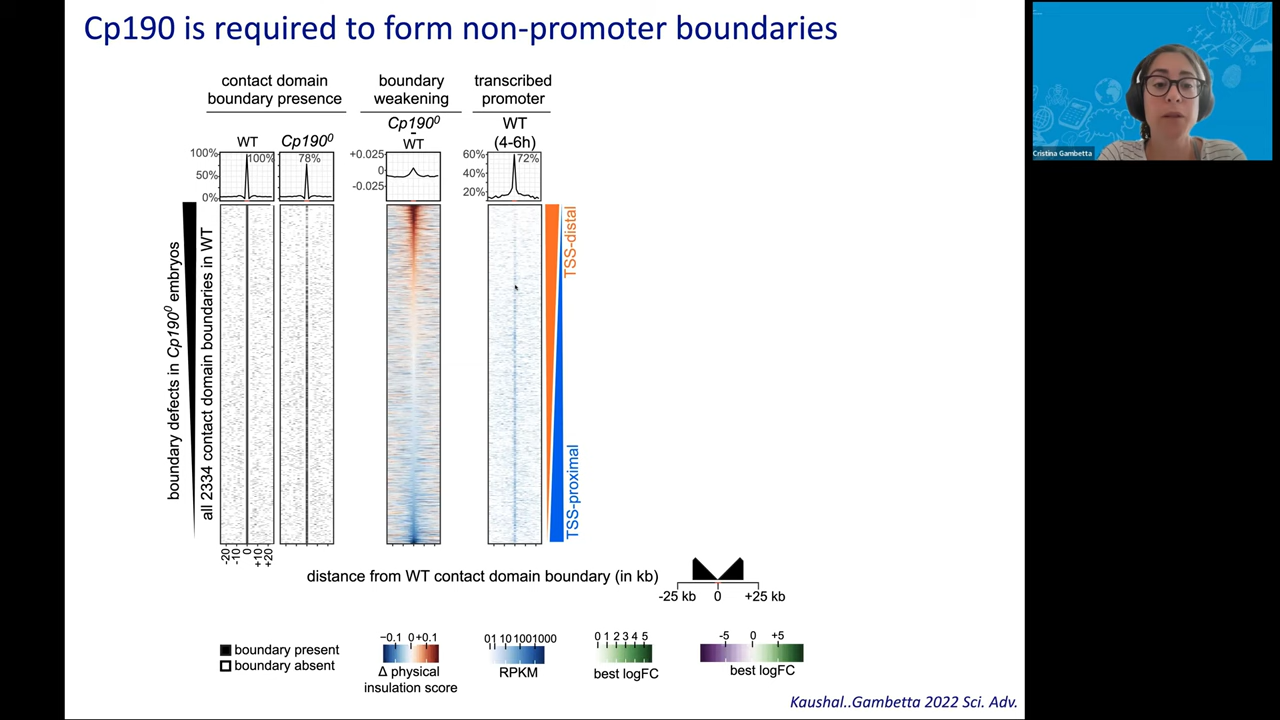 Cp190 is required to form non-promoter boundaries
contact domain
boundary presence
boundary
weakening
transcribed
promoter
WT
Cp190⁰
Cp190⁰
-
WT
WT
(4-6h)
100%
50%
0%
100%
78%
+0.025
0
-0.025
60%
40%
20%
72%
boundary defects in Cp190⁰ embryos
all 2334 contact domain boundaries in WT
TSS-distal
TSS-proximal
-20
-10
0
+10
+20
distance from WT contact domain boundary (in kb)
-25 kb 0 +25 kb
boundary present
boundary absent
−0.1 0 +0.1
Δ physical
insulation score
01 10 1001000
RPKM
0 1 2 3 4 5
best logFC
-5 0 +5
best logFC
Kaushal..Gambetta 2022 Sci. Adv.
Cristina Gambetta